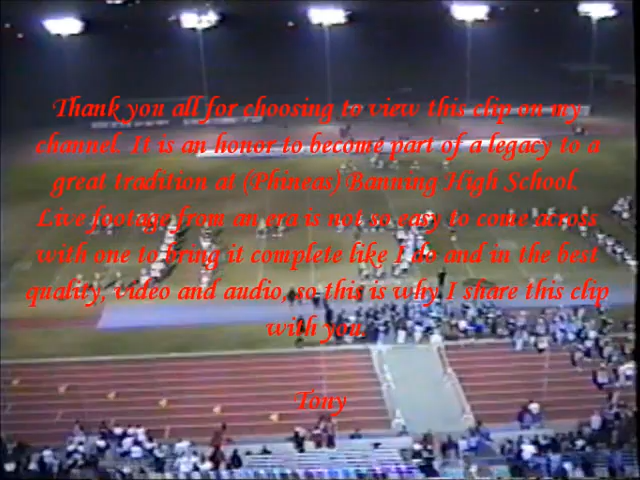 Thank you all for choosing to view this clip on my
channel. It is an honor to become part of a legacy to a
great tradition at (Phineas) Banning High School.
Live footage from an era is not so easy to come across
with one to bring it complete like I do and in the best
quality, video and audio, so this is why I share this clip
with you.
Tony